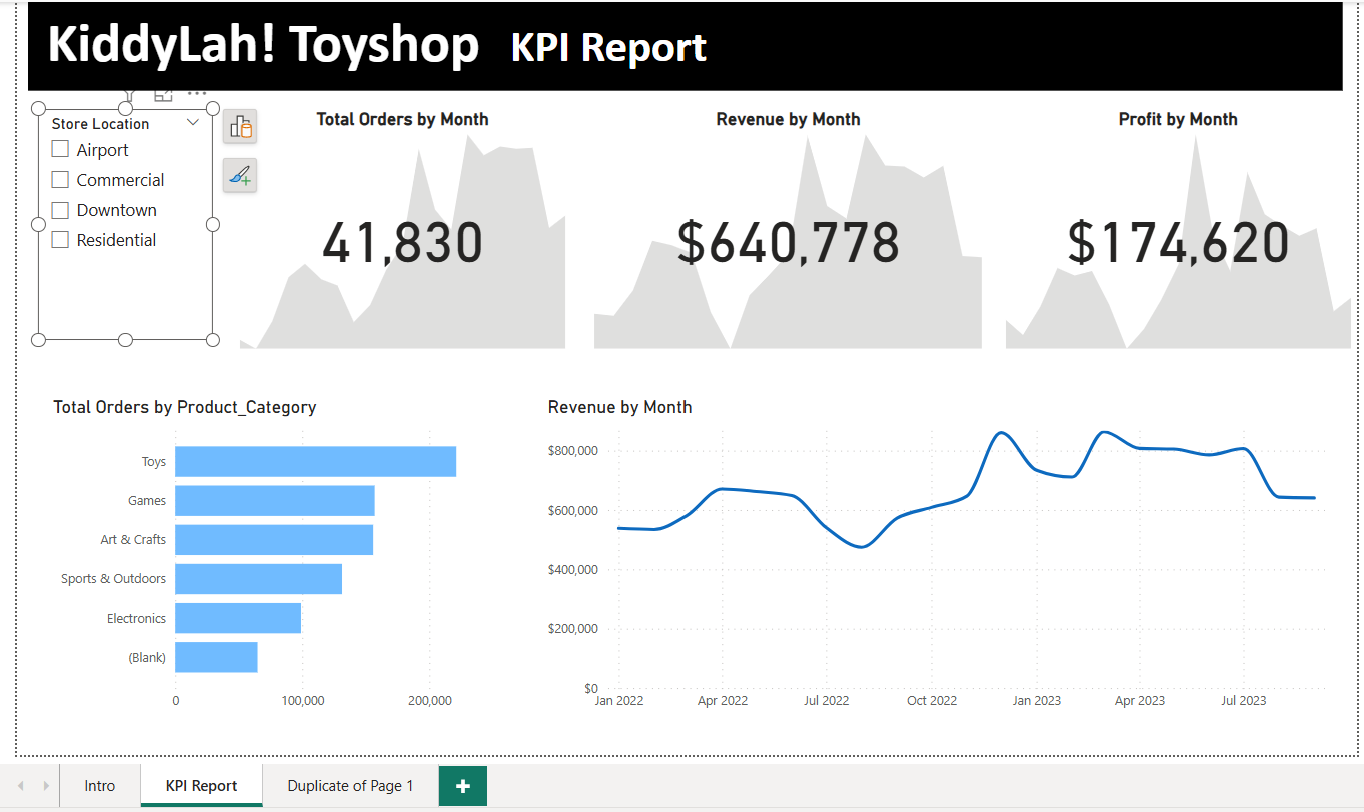 KiddyLah! Toyshop KPI Report
Store Location
Airport
Commercial
Downtown
Residential
Total Orders by Month
41,830
Revenue by Month
$640,778
Profit by Month
$174,620
Total Orders by Product_Category
Toys
Games
Art & Crafts
Sports & Outdoors
Electronics
(Blank)
0 100,000 200,000
Revenue by Month
$800,000
$600,000
$400,000
$200,000
$0
Jan 2022 Apr 2022 Jul 2022 Oct 2022 Jan 2023 Apr 2023 Jul 2023
Intro KPI Report Duplicate of Page 1